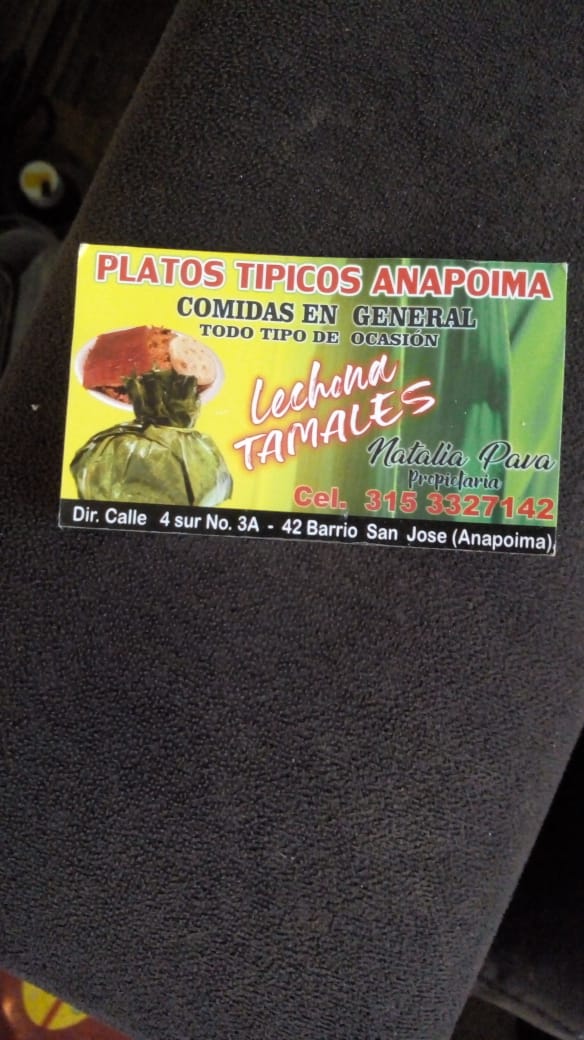 PLATOS TIPICOS ANAPOIMA
COMIDAS EN GENERAL
TODO TIPO DE OCASIÓN
Lechona
TAMALES
Natalia Pava
Propietaria
Cel. 315 3327142
Dir. Calle 4 sur No. 3A - 42 Barrio San Jose (Anapoima)